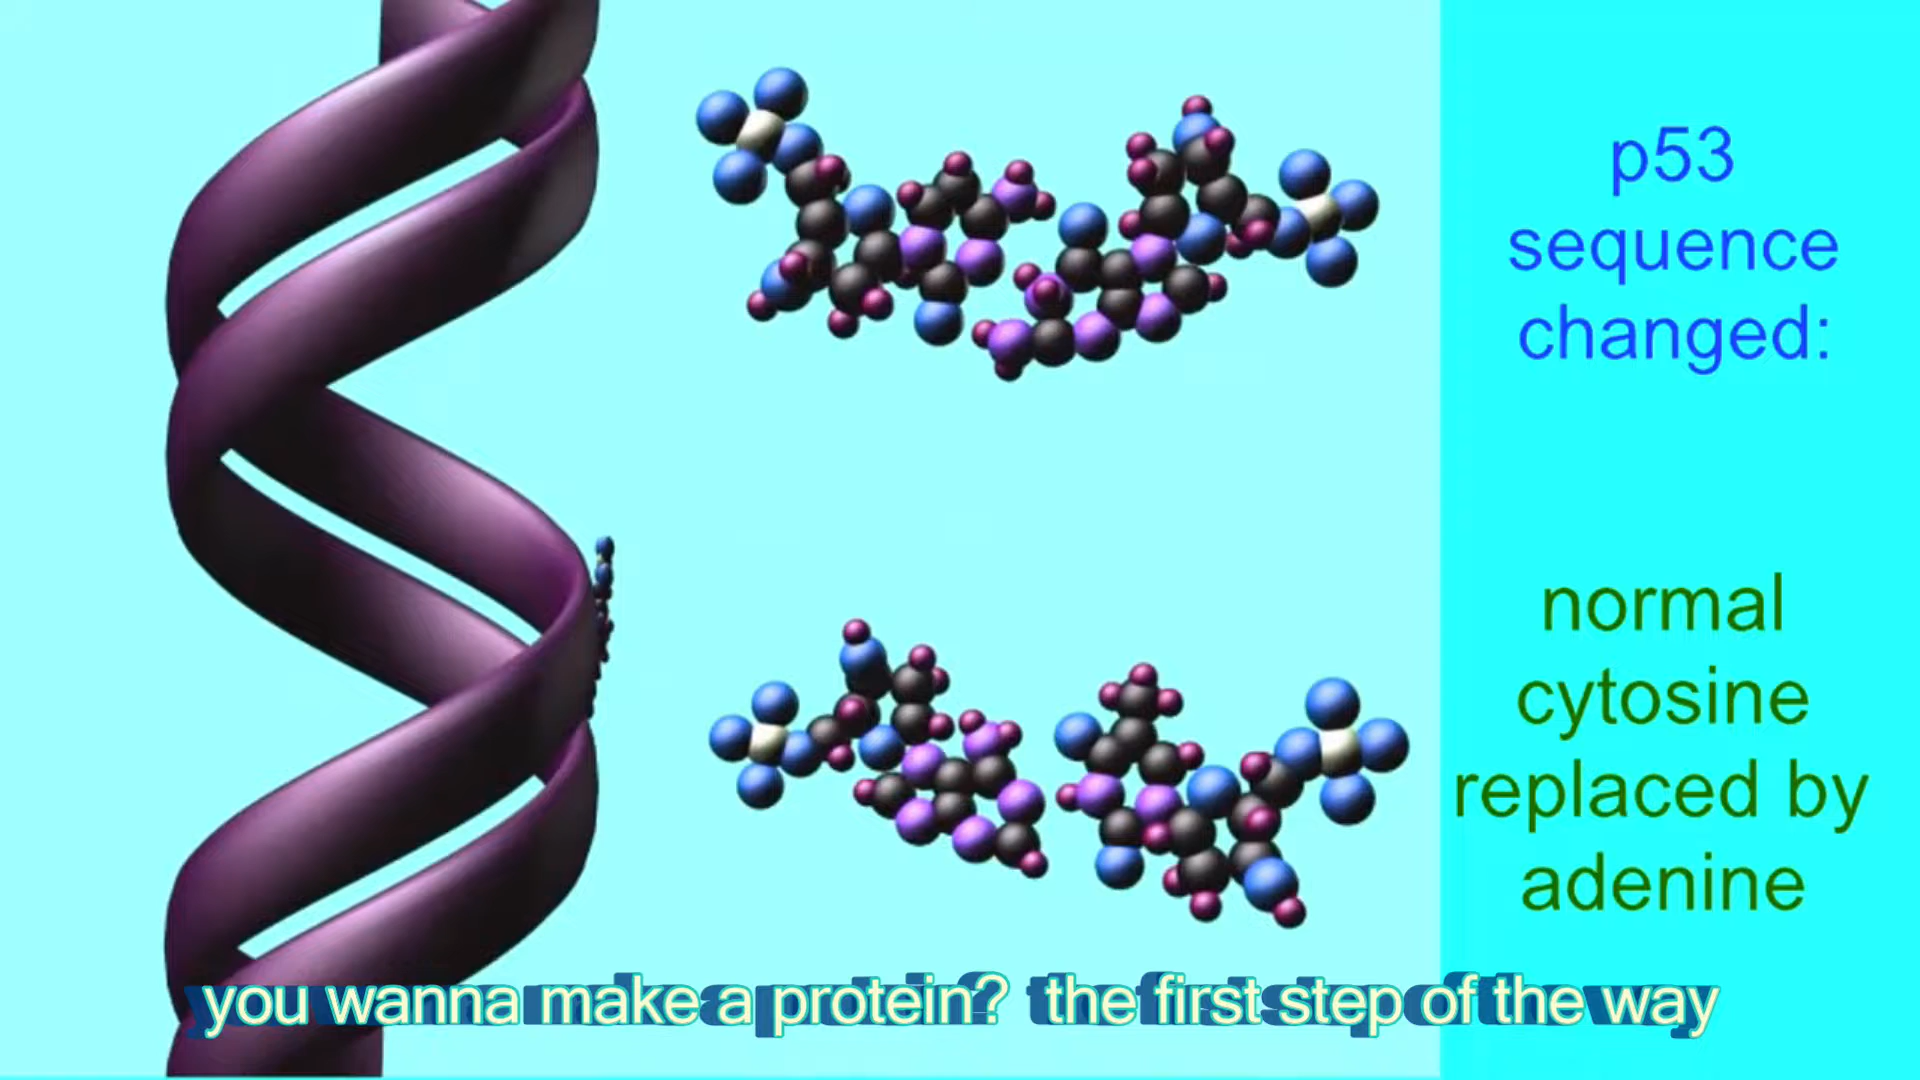 p53
sequence
changed:
normal
cytosine
replaced by
adenine
you wanna make a protein? the first step of the way